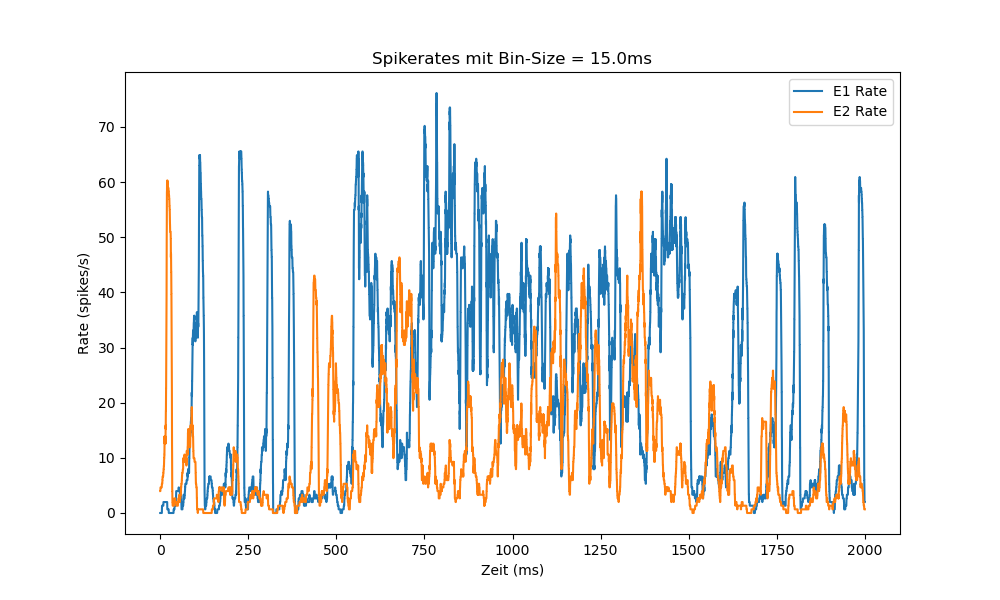 Spikerates mit Bin-Size = 15.0ms
E1 Rate
E2 Rate
Rate (spikes/s)
70
60
50
40
30
20
10
0
0 250 500 750 1000 1250 1500 1750 2000
Zeit (ms)